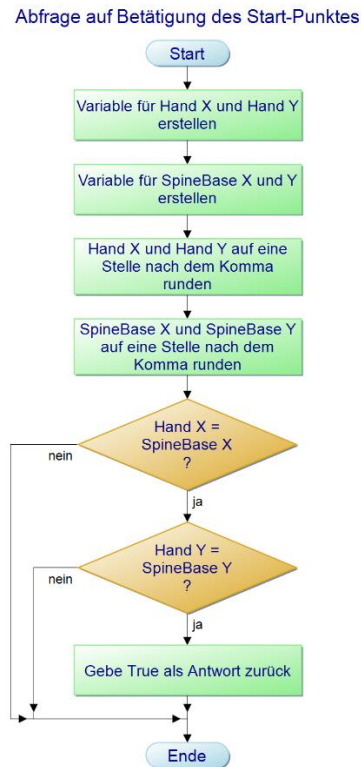 Abfrage auf Betätigung des Start-Punktes
Start
Variable für Hand X und Hand Y
erstellen
Variable für SpineBase X und Y
erstellen
Hand X und Hand Y auf eine
Stelle nach dem Komma
runden
SpineBase X und SpineBase Y
auf eine Stelle nach dem
Komma runden
Hand X =
SpineBase X
?
nein
ja
Hand Y =
SpineBase Y
?
nein
ja
Gebe True als Antwort zurück
Ende